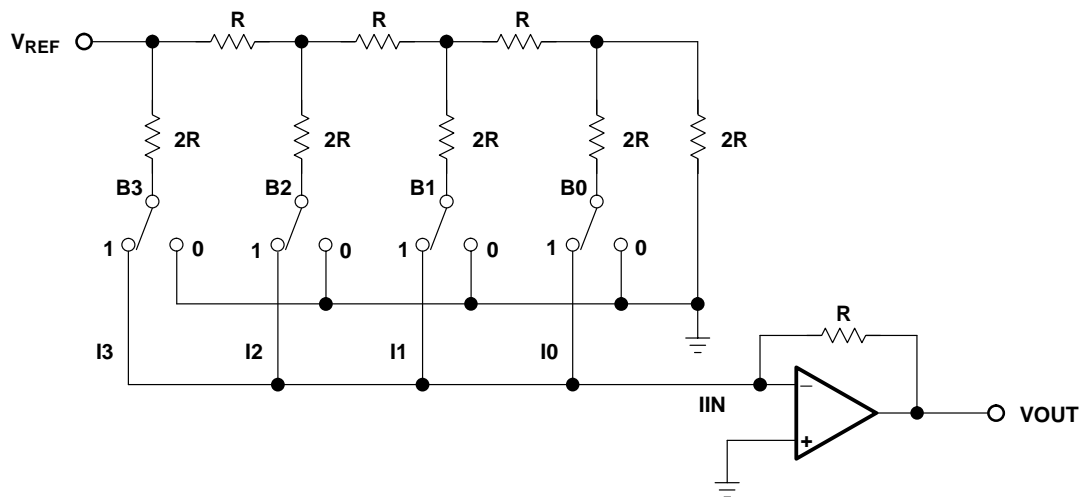 R R R
VREF
2R 2R 2R 2R 2R
B3 B2 B1 B0
1 0 1 0 1 0 1 0
R
I3 I2 I1 I0
IIN
−
+
VOUT